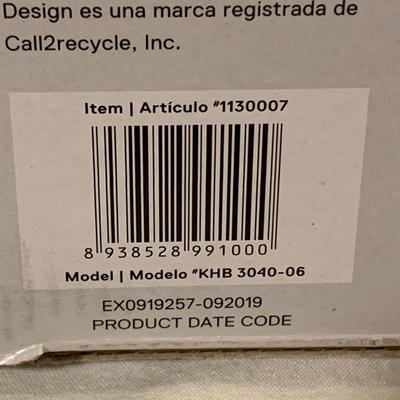 Design es una marca registrada de
Call2recycle, Inc.
Item | Artículo #1130007
8 938528 991000
Model | Modelo #KHB 3040-06
EX0919257-092019
PRODUCT DATE CODE